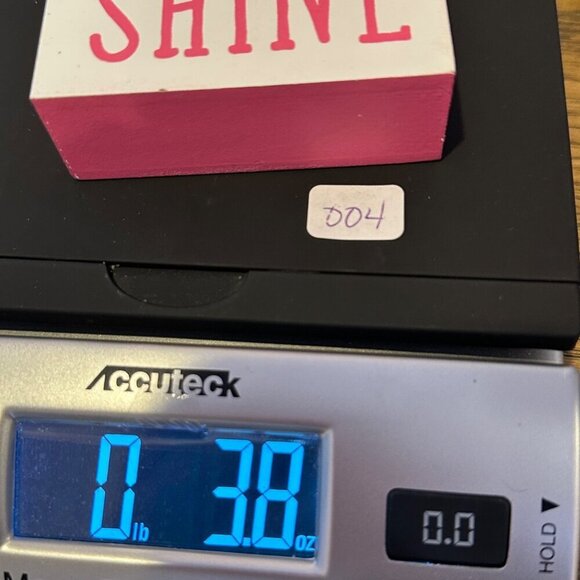 SHINE
004
ACCUteck
0 lb 3.8 oz
0.0
HOLD ▼
M